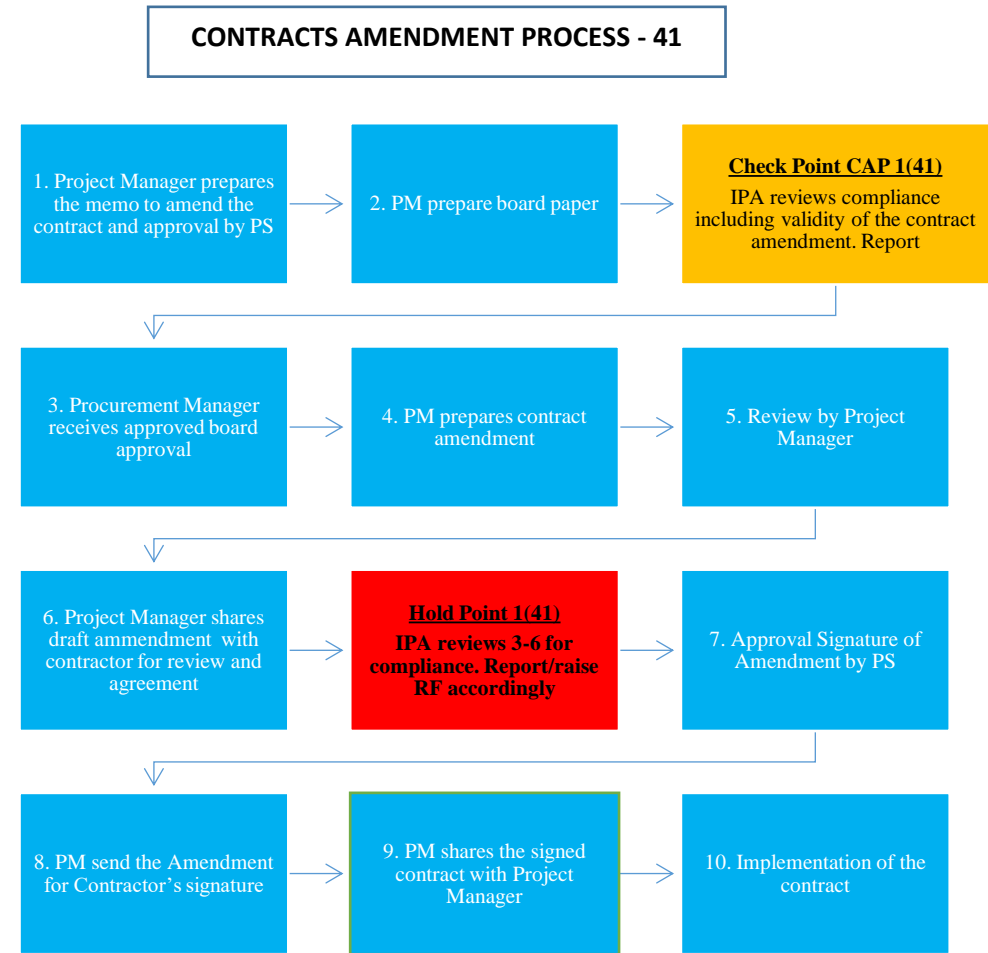 CONTRACTS AMENDMENT PROCESS - 41
1. Project Manager prepares
the memo to amend the
contract and approval by PS
2. PM prepare board paper
Check Point CAP 1(41)
IPA reviews compliance
including validity of the contract
amendment. Report
3. Procurement Manager
receives approved board
approval
4. PM prepares contract
amendment
5. Review by Project
Manager
6. Project Manager shares
draft ammendment with
contractor for review and
agreement
Hold Point 1(41)
IPA reviews 3-6 for
compliance. Report/raise
RF accordingly
7. Approval Signature of
Amendment by PS
8. PM send the Amendment
for Contractor’s signature
9. PM shares the signed
contract with Project
Manager
10. Implementation of the
contract